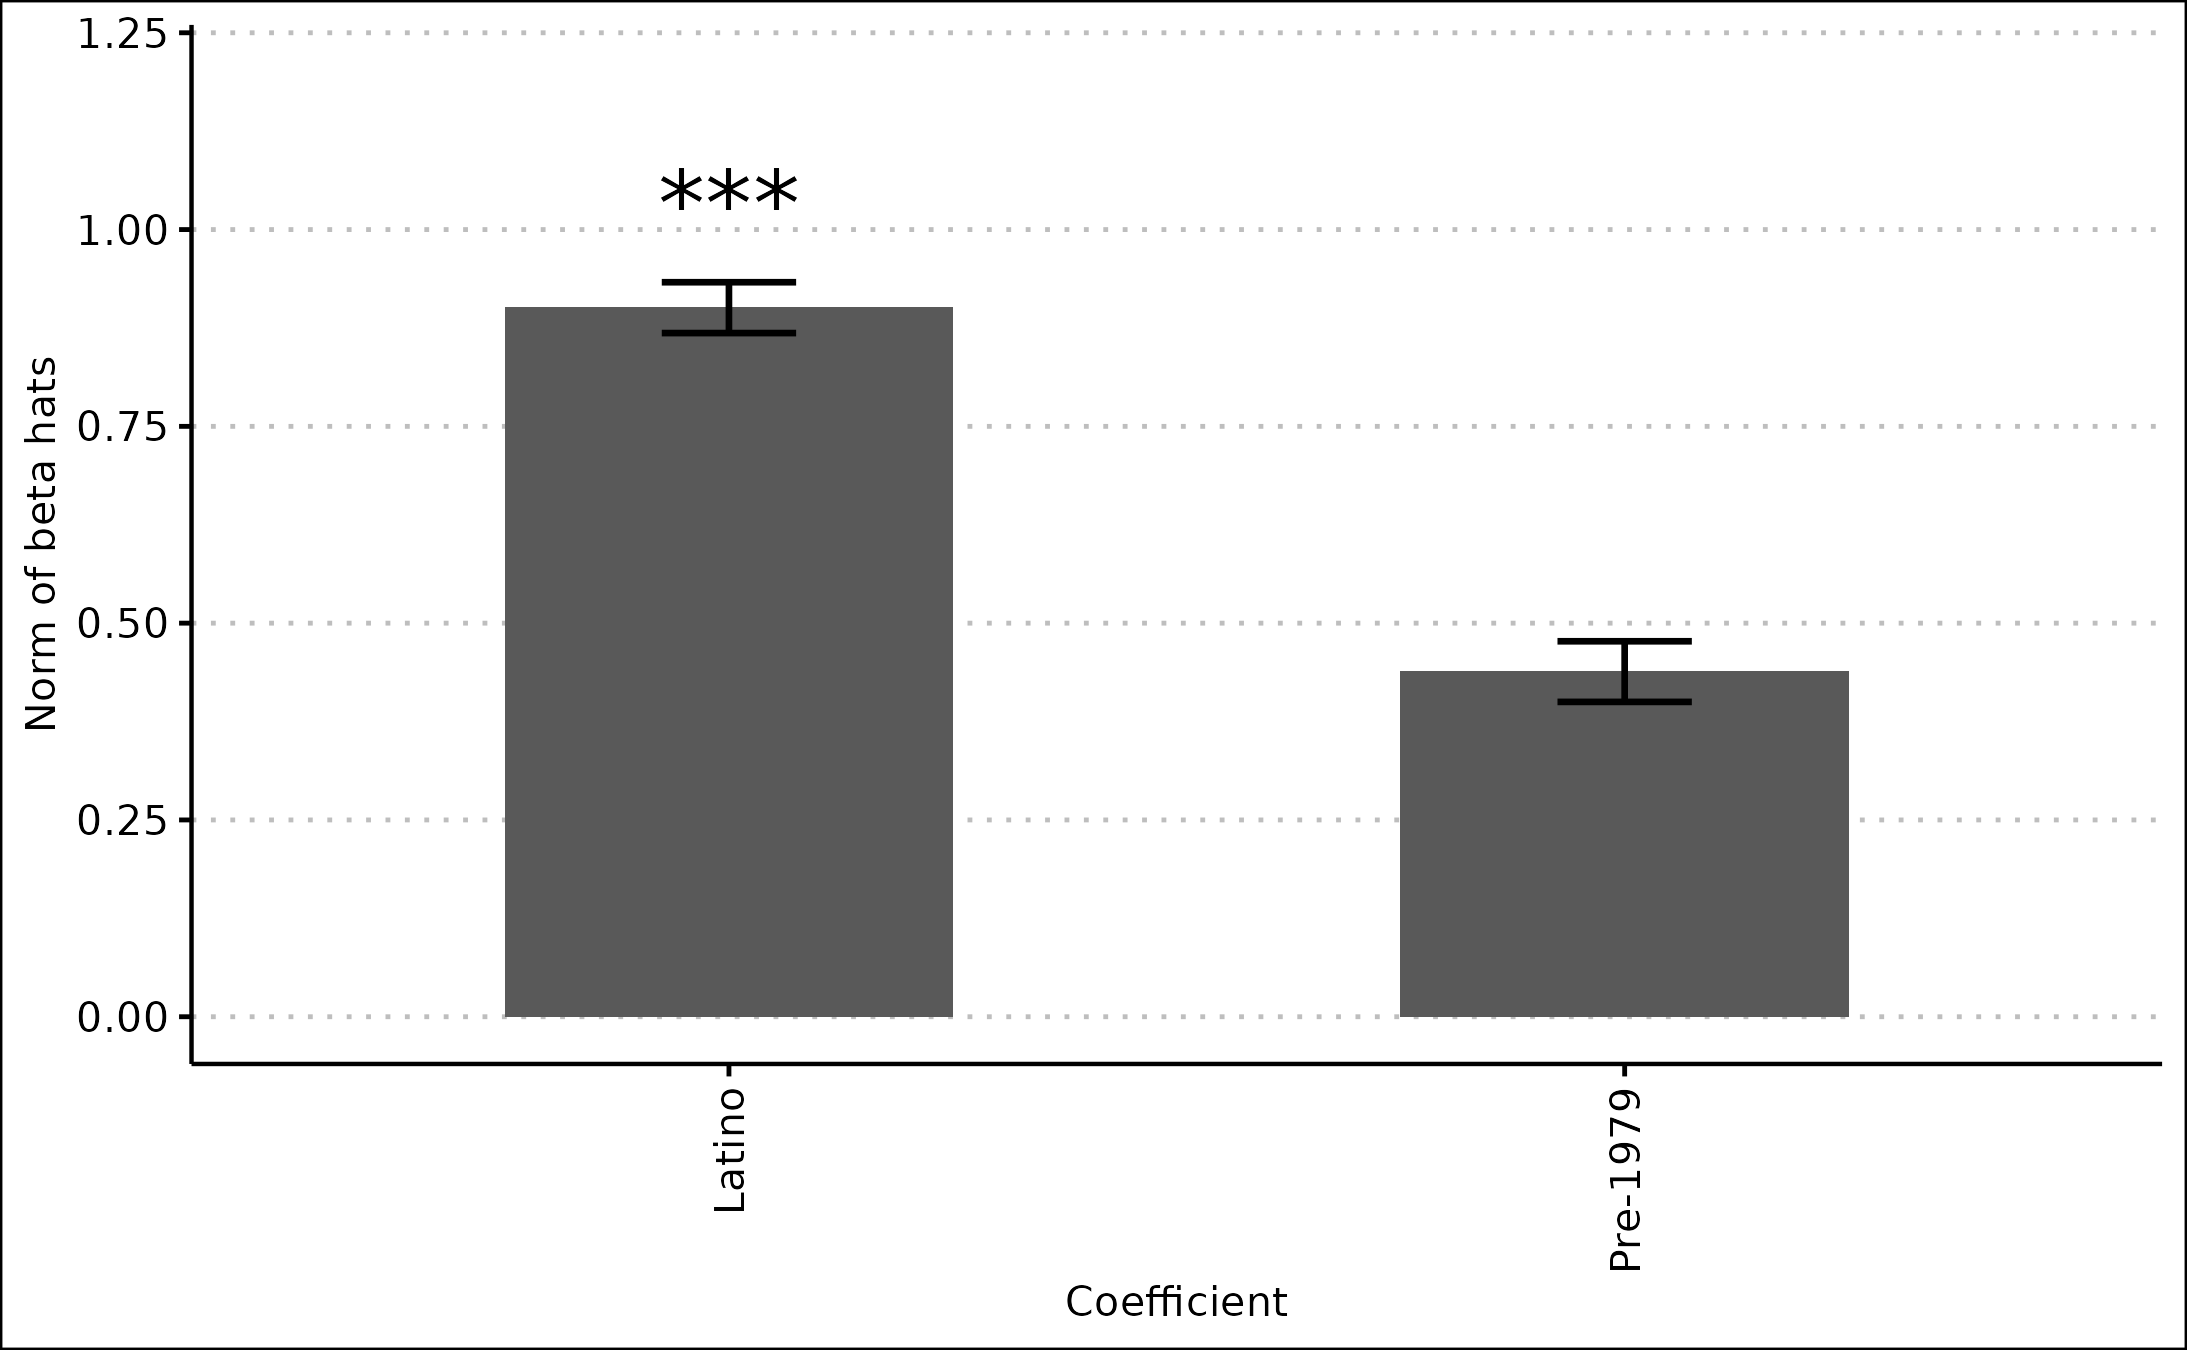 1.25
1.00
0.75
0.50
0.25
0.00
Norm of beta hats
***
Latino
Pre-1979
Coefficient